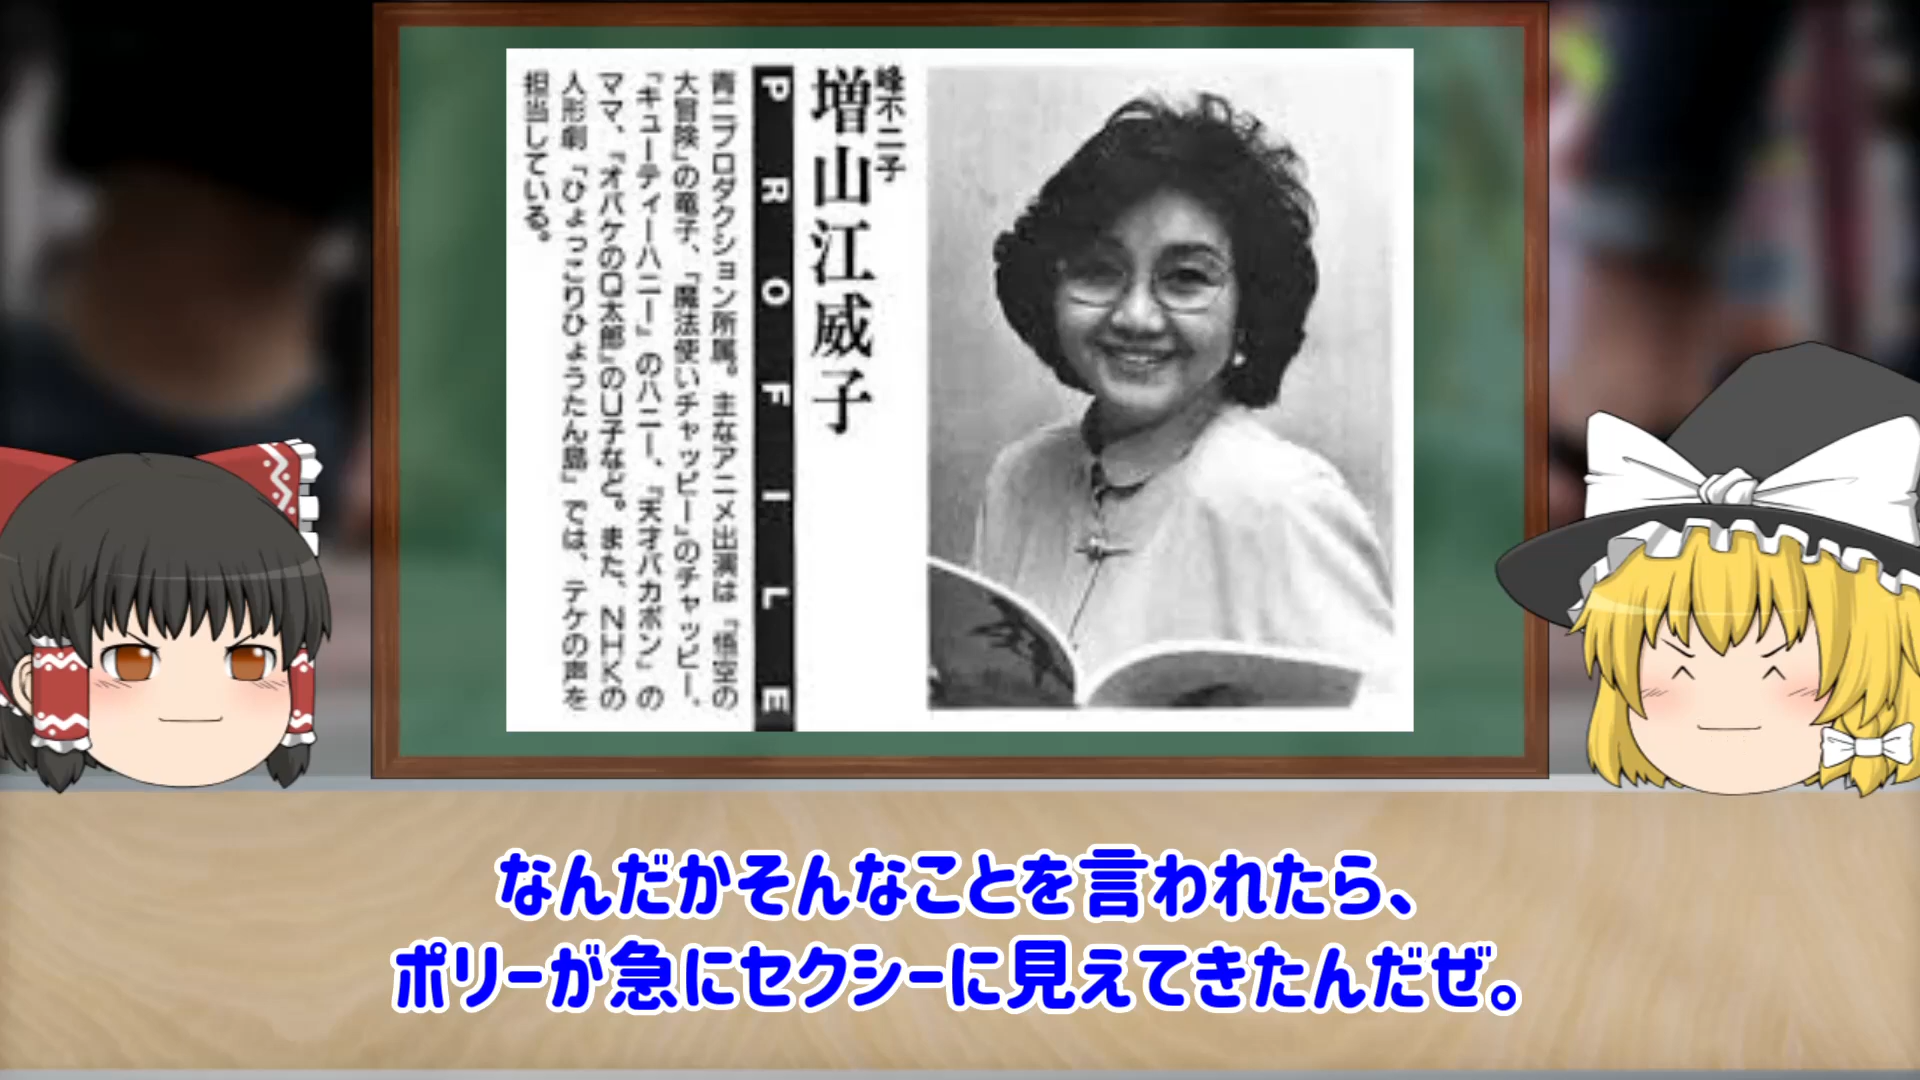 峰不二子
増山江威子
PROFILE
青二プロダクション所属。主なアニメ出演は『悟空の
大冒険』の竜子、『魔法使いチャッピー』のチャッピー、
『キューティーハニー』のハニー、『天才バカボン』の
ママ、『オバケのQ太郎』のU子など。また、NHKの
人形劇『ひょっこりひょうたん島』では、テケの声を
担当している。
なんだかそんなことを言われたら、
ポリーが急にセクシーに見えてきたんだぜ。